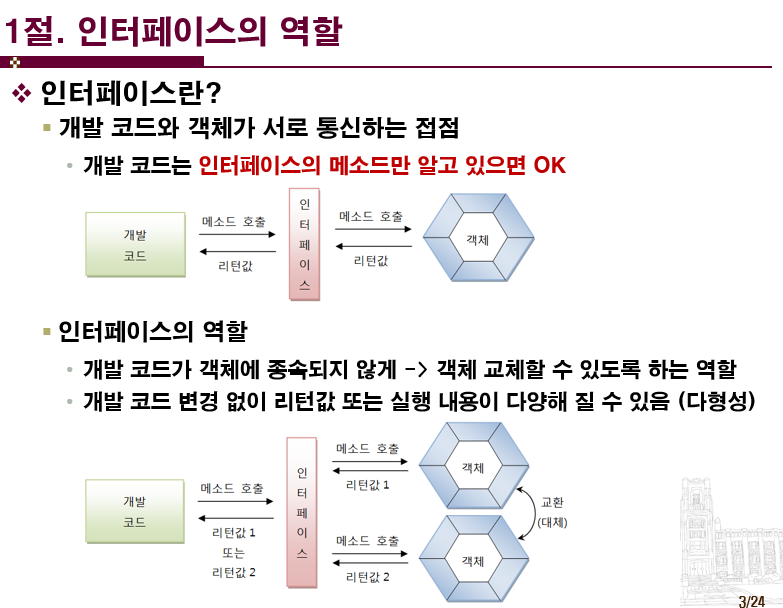 1절. 인터페이스의 역할
인터페이스란?
개발 코드와 객체가 서로 통신하는 접점
개발 코드는 인터페이스의 메소드만 알고 있으면 OK
개발
코드
메소드 호출
리턴값
인
터
페
이
스
메소드 호출
리턴값
객체
인터페이스의 역할
개발 코드가 객체에 종속되지 않게 -> 객체 교체할 수 있도록 하는 역할
개발 코드 변경 없이 리턴값 또는 실행 내용이 다양해 질 수 있음 (다형성)
개발
코드
메소드 호출
리턴값 1
또는
리턴값 2
인
터
페
이
스
메소드 호출
리턴값 1
객체
교환
(대체)
메소드 호출
리턴값 2
객체
3/24